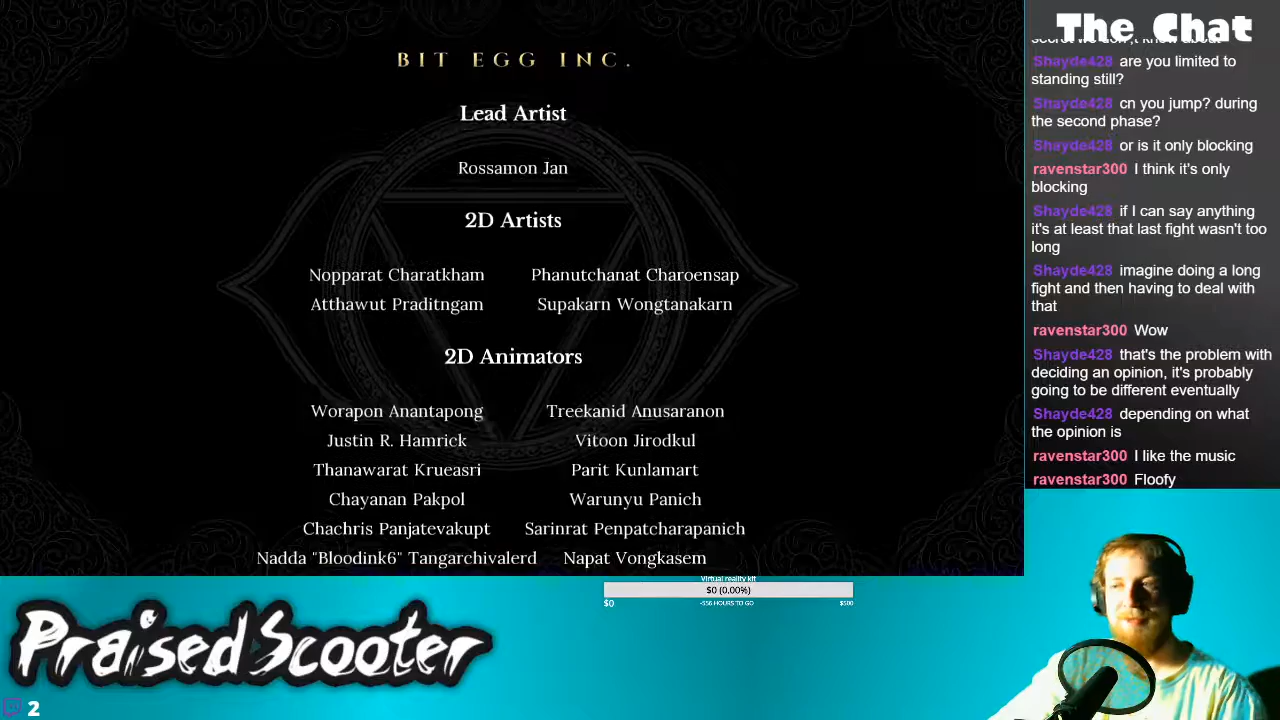 BIT EGG INC.
Lead Artist
Rossamon Jan
2D Artists
Nopparat Charatkham Phanutchanat Charoensap
Atthawut Praditngam Supakarn Wongtanakarn
2D Animators
Worapon Anantapong Treekanid Anusaranon
Justin R. Hamrick Vitoon Jirodkul
Thanawarat Krueasri Parit Kunlamart
Chayanan Pakpol Warunyu Panich
Chachris Panjatevakupt Sarinrat Penpatcharapanich
Nadda "Bloodink6" Tangarchivalerd Napat Vongkasem
The Chat
Shayde428 are you limited to
standing still?
Shayde428 cn you jump? during
the second phase?
Shayde428 or is it only blocking
ravenstar300 I think it's only
blocking
Shayde428 if I can say anything
it's at least that last fight wasn't too
long
Shayde428 imagine doing a long
fight and then having to deal with
that
ravenstar300 Wow
Shayde428 that's the problem with
deciding an opinion, it's probably
going to be different eventually
Shayde428 depending on what
the opinion is
ravenstar300 I like the music
ravenstar300 Floofy
Virtual reality kit
$0 (0.00%)
$0 -556 HOURS TO GO $500
PraisedScooter
2